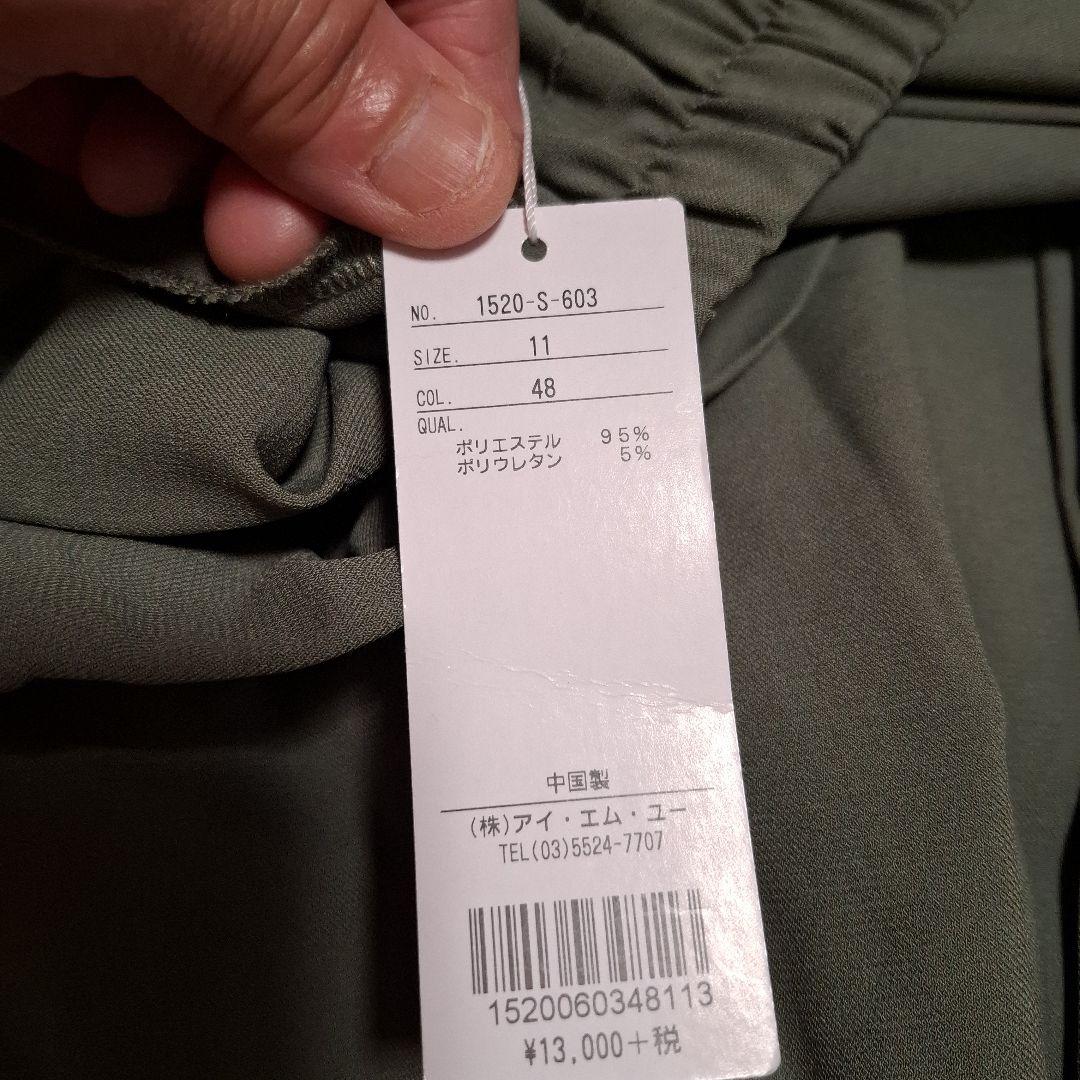 NO. 1520-S-603
SIZE. 11
COL. 48
QUAL.
ポリエステル 95%
ポリウレタン 5%
中国製
(株)アイ・エム・ユー
TEL(03)5524-7707
1520060348113
¥13,000+税